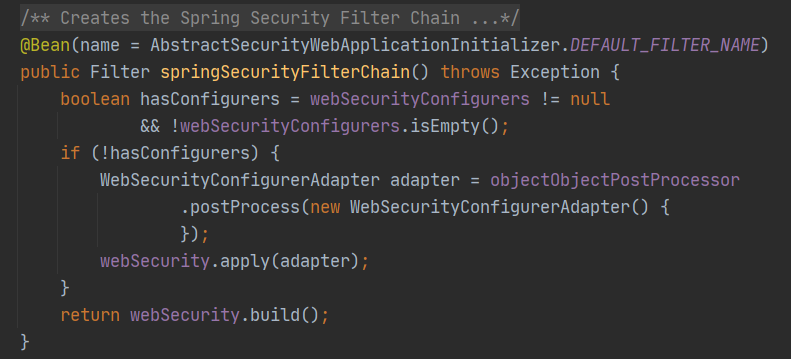 /** Creates the Spring Security Filter Chain ...*/
@Bean(name = AbstractSecurityWebApplicationInitializer.DEFAULT_FILTER_NAME)
public Filter springSecurityFilterChain() throws Exception {
    boolean hasConfigurers = webSecurityConfigurers != null
            && !webSecurityConfigurers.isEmpty();
    if (!hasConfigurers) {
        WebSecurityConfigurerAdapter adapter = objectObjectPostProcessor
                .postProcess(new WebSecurityConfigurerAdapter() {
                });
        webSecurity.apply(adapter);
    }
    return webSecurity.build();
}